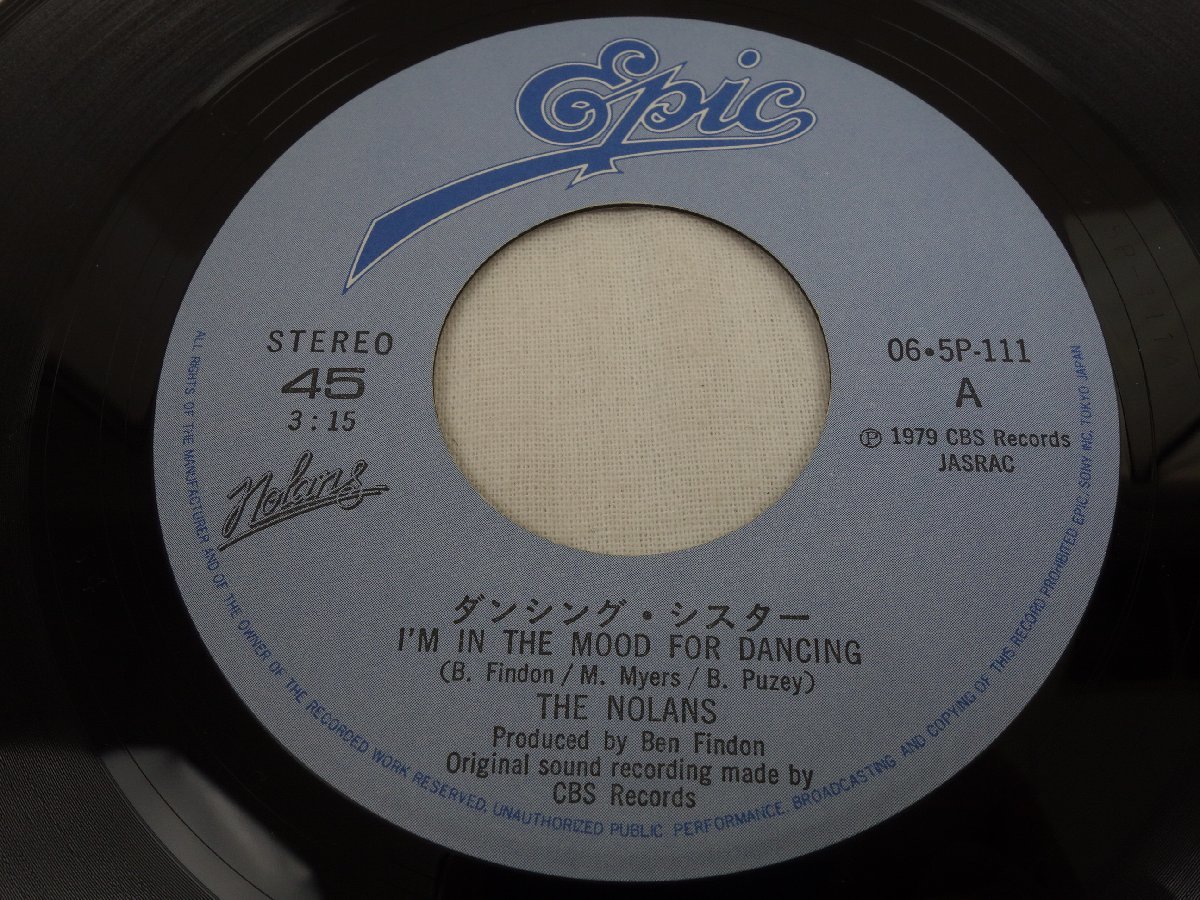 Epic
STEREO
45
3:15
Nolans
06・5P-111
A
Ⓟ 1979 CBS Records
JASRAC
ダンシング・シスター
I'M IN THE MOOD FOR DANCING
(B. Findon/M. Myers/B. Puzey)
THE NOLANS
Produced by Ben Findon
Original sound recording made by
CBS Records
ALL RIGHTS OF THE MANUFACTURER AND OF THE OWNER OF THE RECORDED WORK RESERVED. UNAUTHORIZED PUBLIC PERFORMANCE, BROADCASTING AND COPYING OF THIS RECORD PROHIBITED EPIC, SONY INC. TOKYO JAPAN